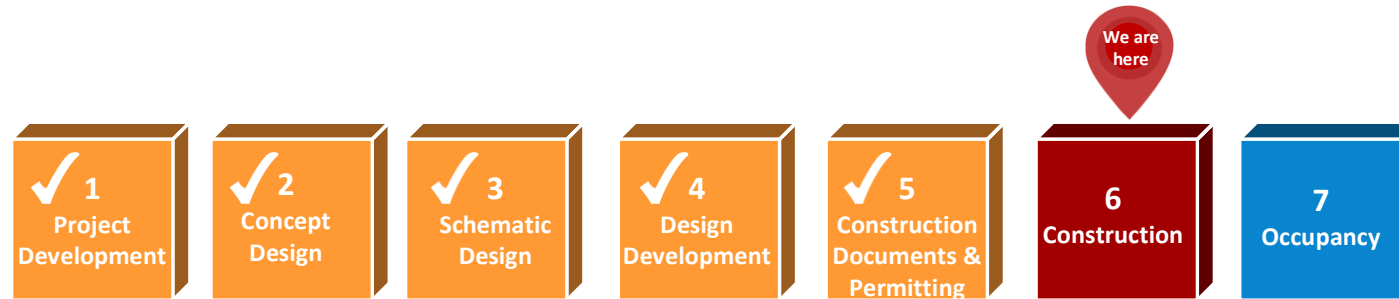 We are
here
1
Project
Development
2
Concept
Design
3
Schematic
Design
4
Design
Development
5
Construction
Documents &
Permitting
6
Construction
7
Occupancy